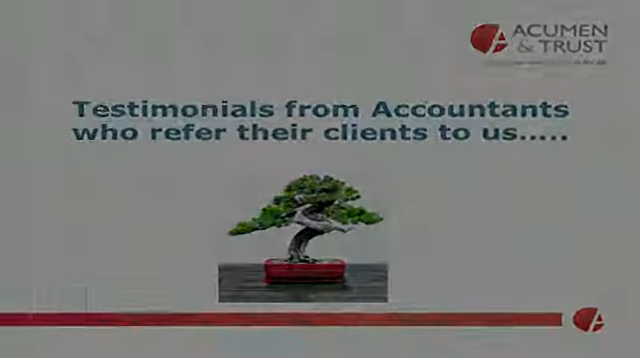 ACUMEN
& TRUST
Testimonials from Accountants
who refer their clients to us.....